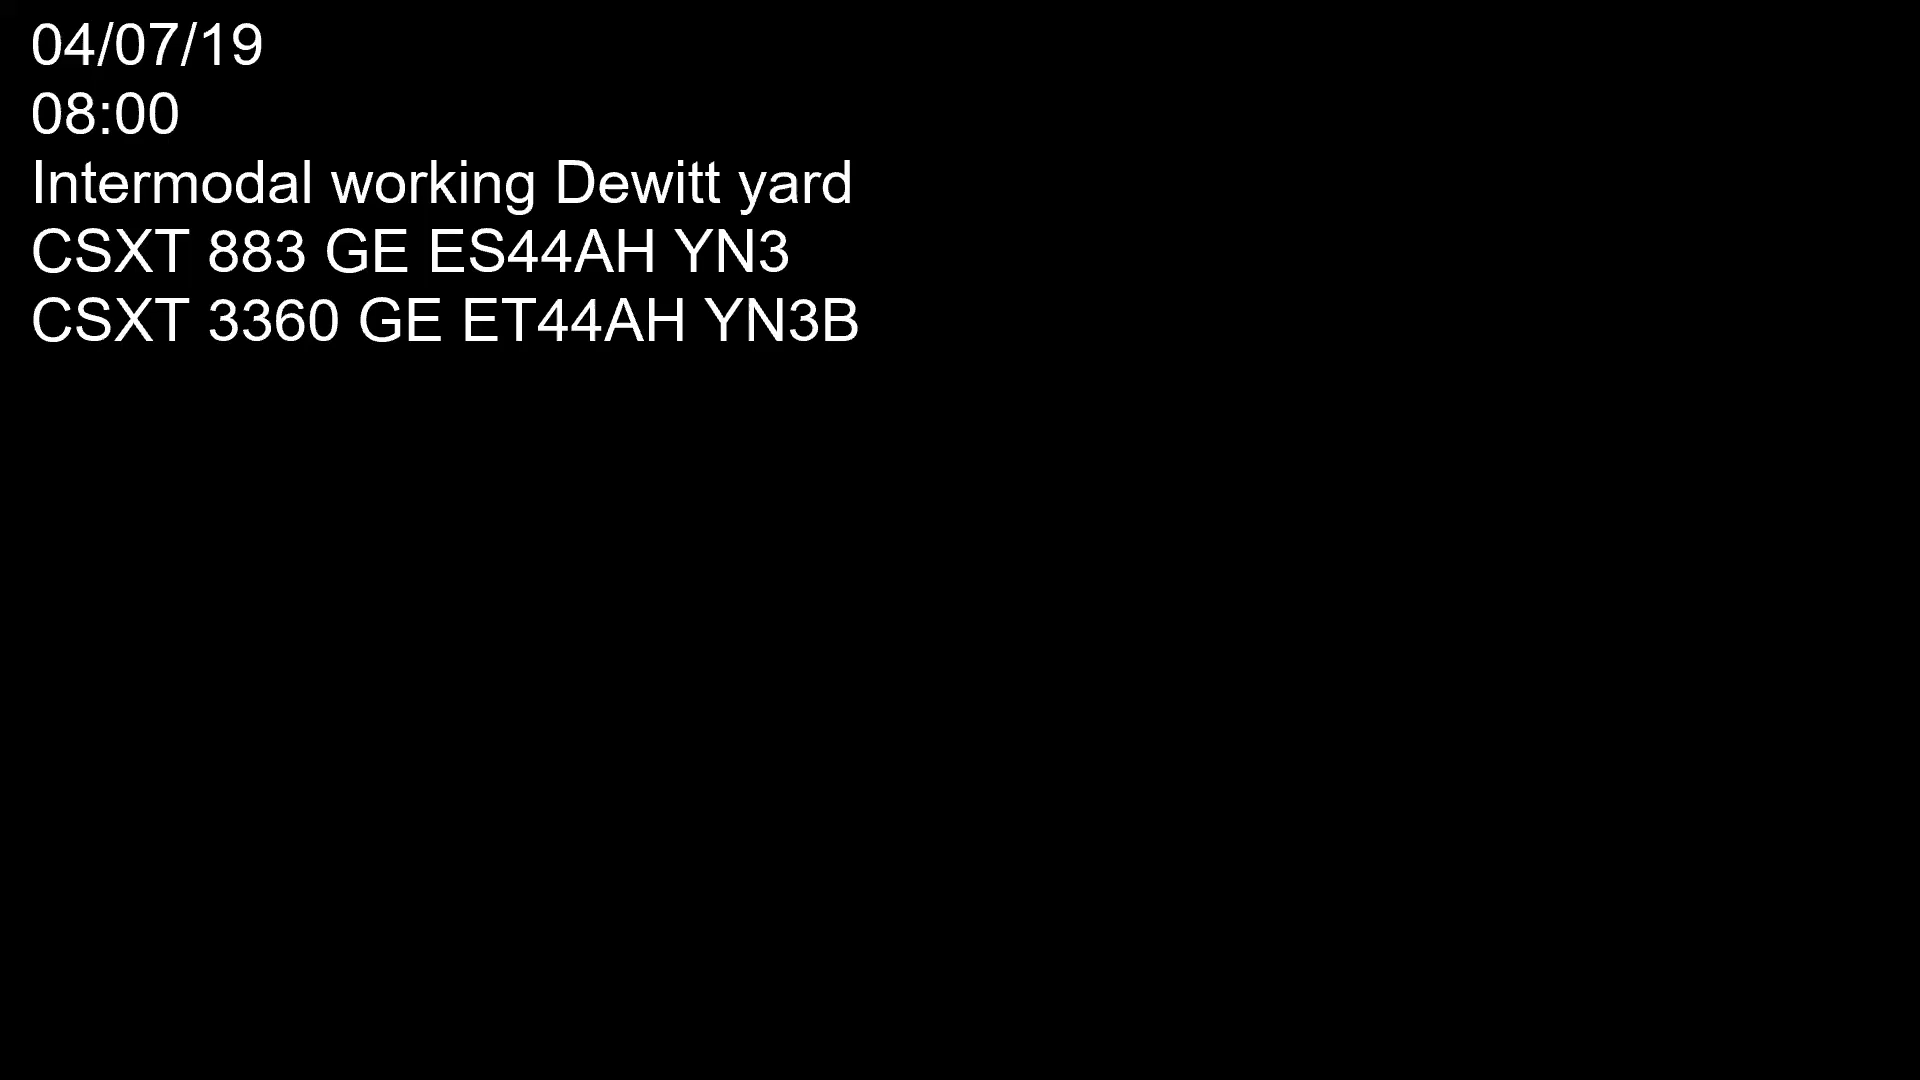 04/07/19
08:00
Intermodal working Dewitt yard
CSXT 883 GE ES44AH YN3
CSXT 3360 GE ET44AH YN3B